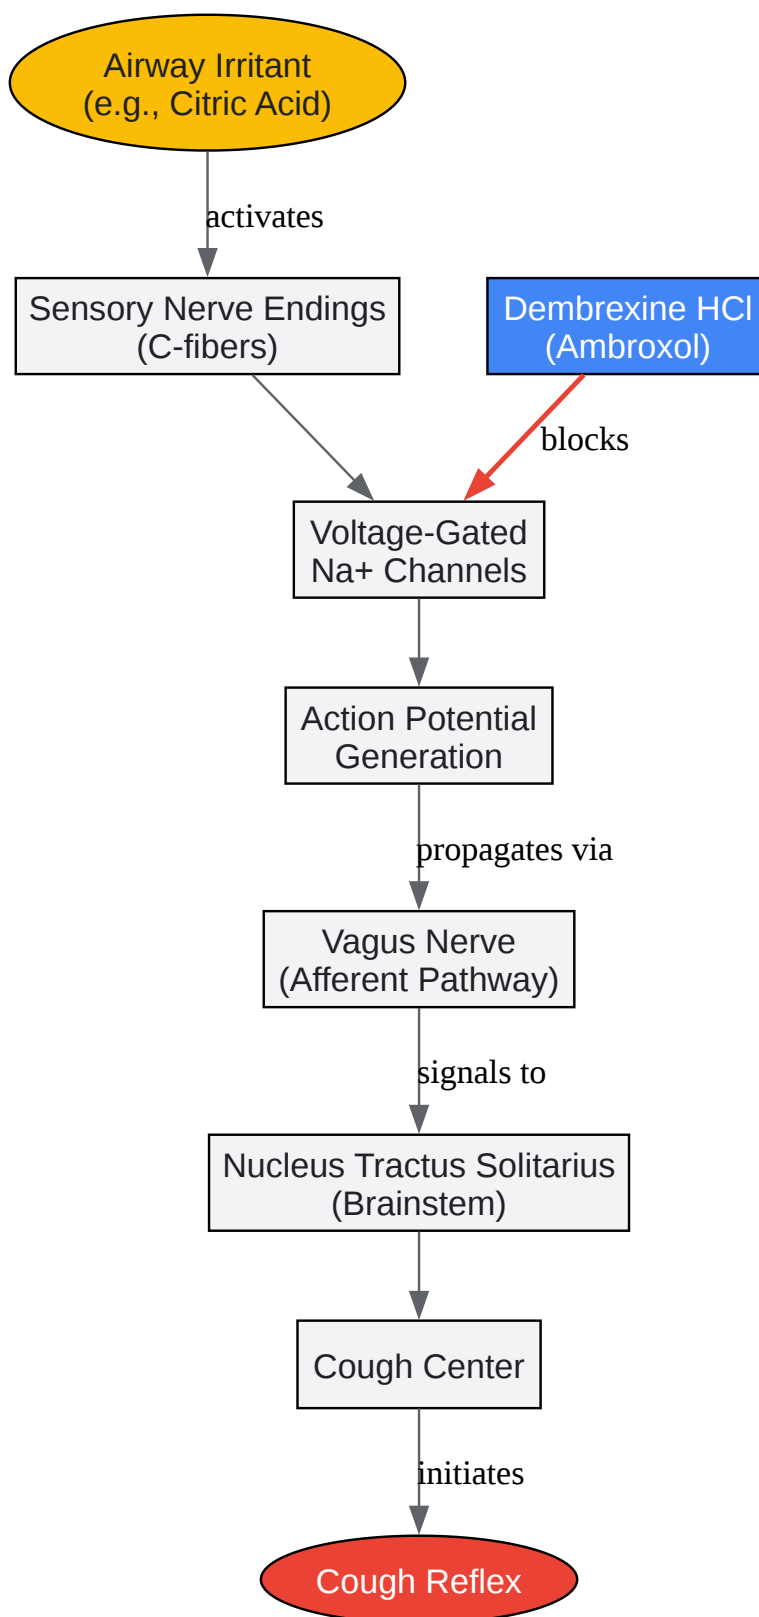 Airway Irritant
(e.g., Citric Acid)
activates
Sensory Nerve Endings
(C-fibers)
Dembrexine HCl
(Ambroxol)
blocks
Voltage-Gated
Na+ Channels
Action Potential
Generation
propagates via
Vagus Nerve
(Afferent Pathway)
signals to
Nucleus Tractus Solitarius
(Brainstem)
Cough Center
initiates
Cough Reflex